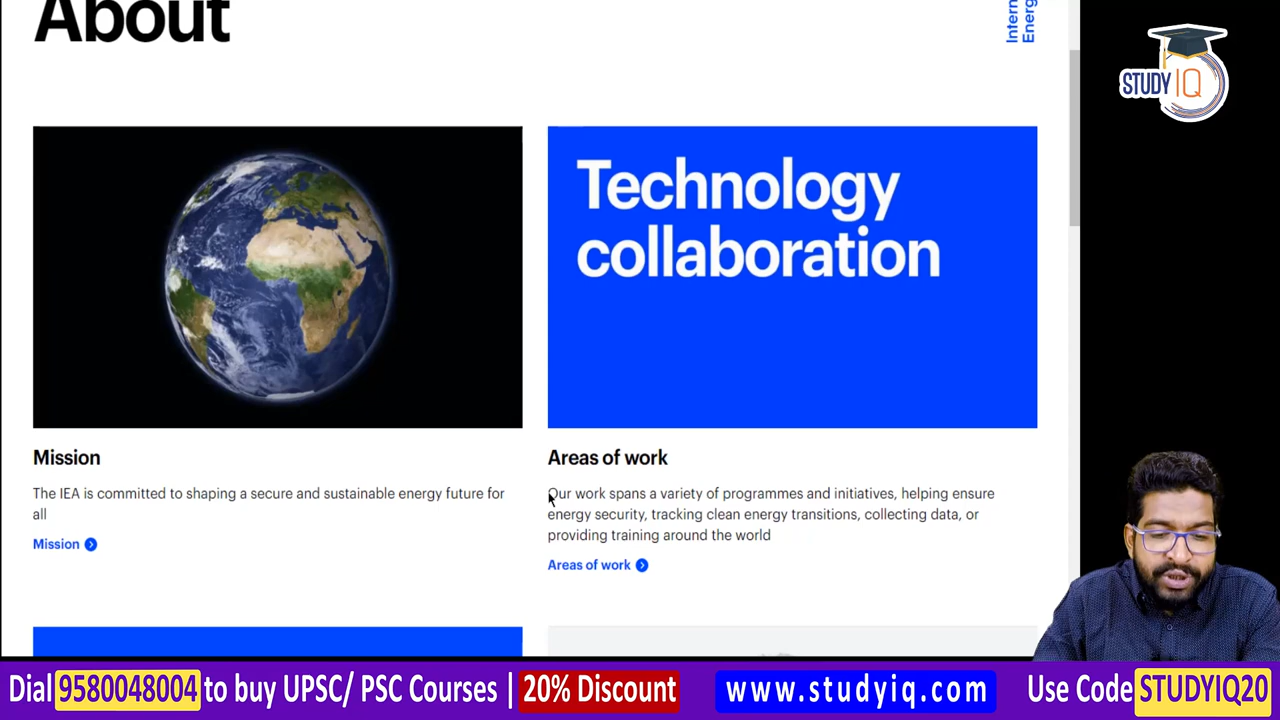 About
Intern
Energ
STUDY IQ
Technology
collaboration
Mission
The IEA is committed to shaping a secure and sustainable energy future for
all
Mission
Areas of work
Our work spans a variety of programmes and initiatives, helping ensure
energy security, tracking clean energy transitions, collecting data, or
providing training around the world
Areas of work
Dial 9580048004 to buy UPSC/ PSC Courses | 20% Discount www.studyiq.com Use Code STUDYIQ20